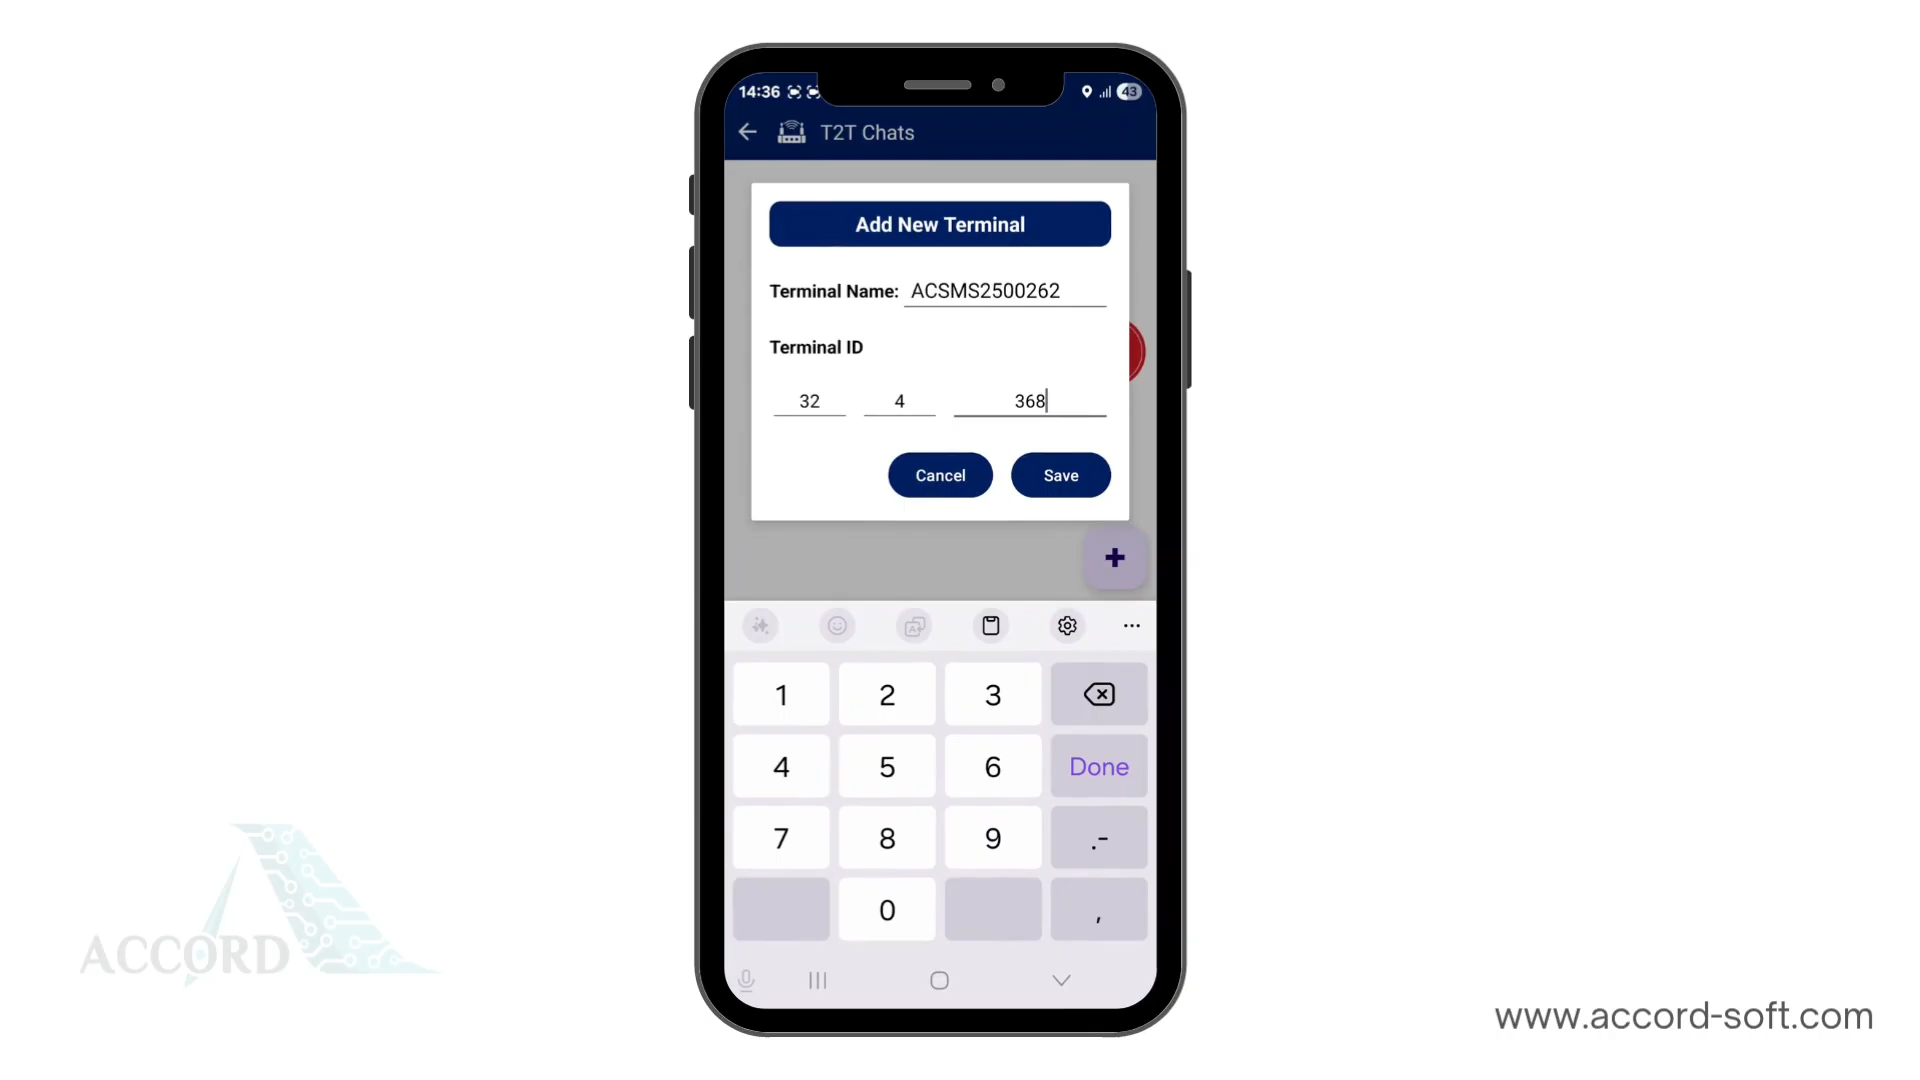 14:36
43
T2T Chats
Add New Terminal
Terminal Name: ACSMS2500262
Terminal ID
32 4 368
Cancel Save
+
1 2 3
4 5 6 Done
7 8 9 .-
0 ,
ACCORD
www.accord-soft.com